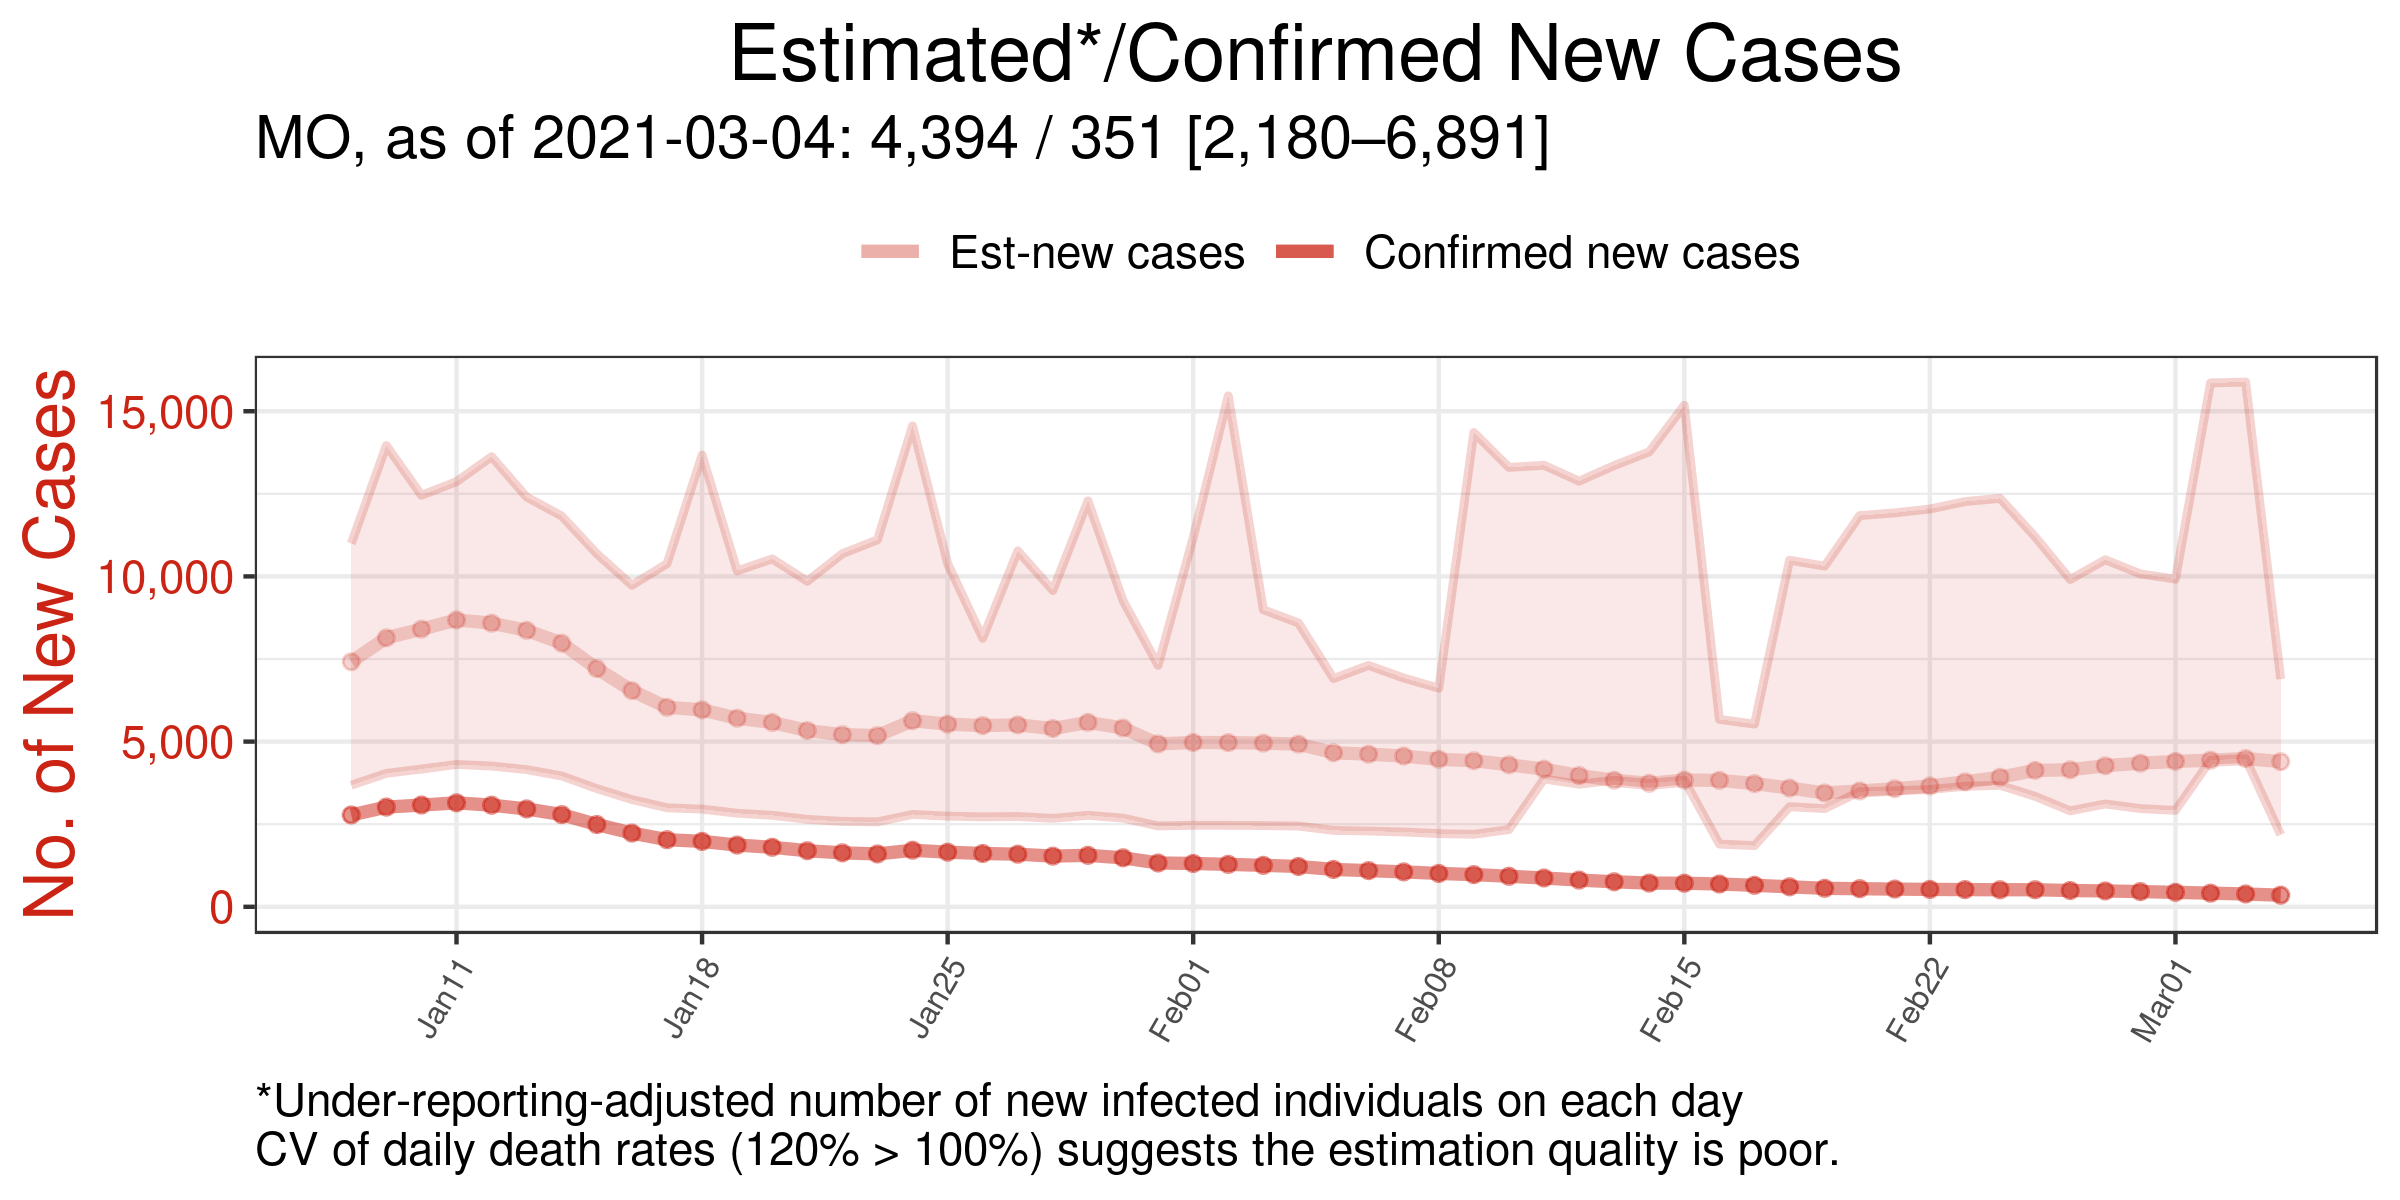 Estimated*/Confirmed New Cases
MO, as of 2021-03-04: 4,394 / 351 [2,180–6,891]
Est-new cases
Confirmed new cases
No. of New Cases
15,000
10,000
5,000
0
Jan11
Jan18
Jan25
Feb01
Feb08
Feb15
Feb22
Mar01
*Under-reporting-adjusted number of new infected individuals on each day
CV of daily death rates (120% > 100%) suggests the estimation quality is poor.